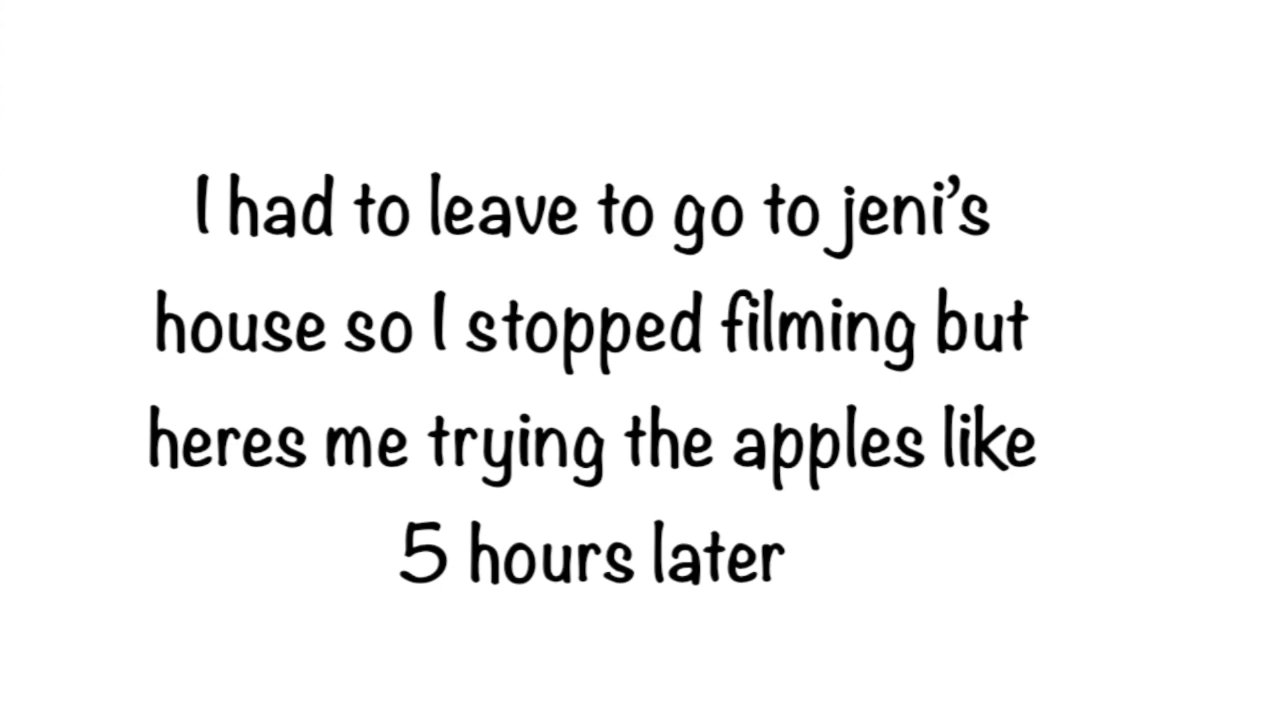 I had to leave to go to jeni’s
house so I stopped filming but
heres me trying the apples like
5 hours later